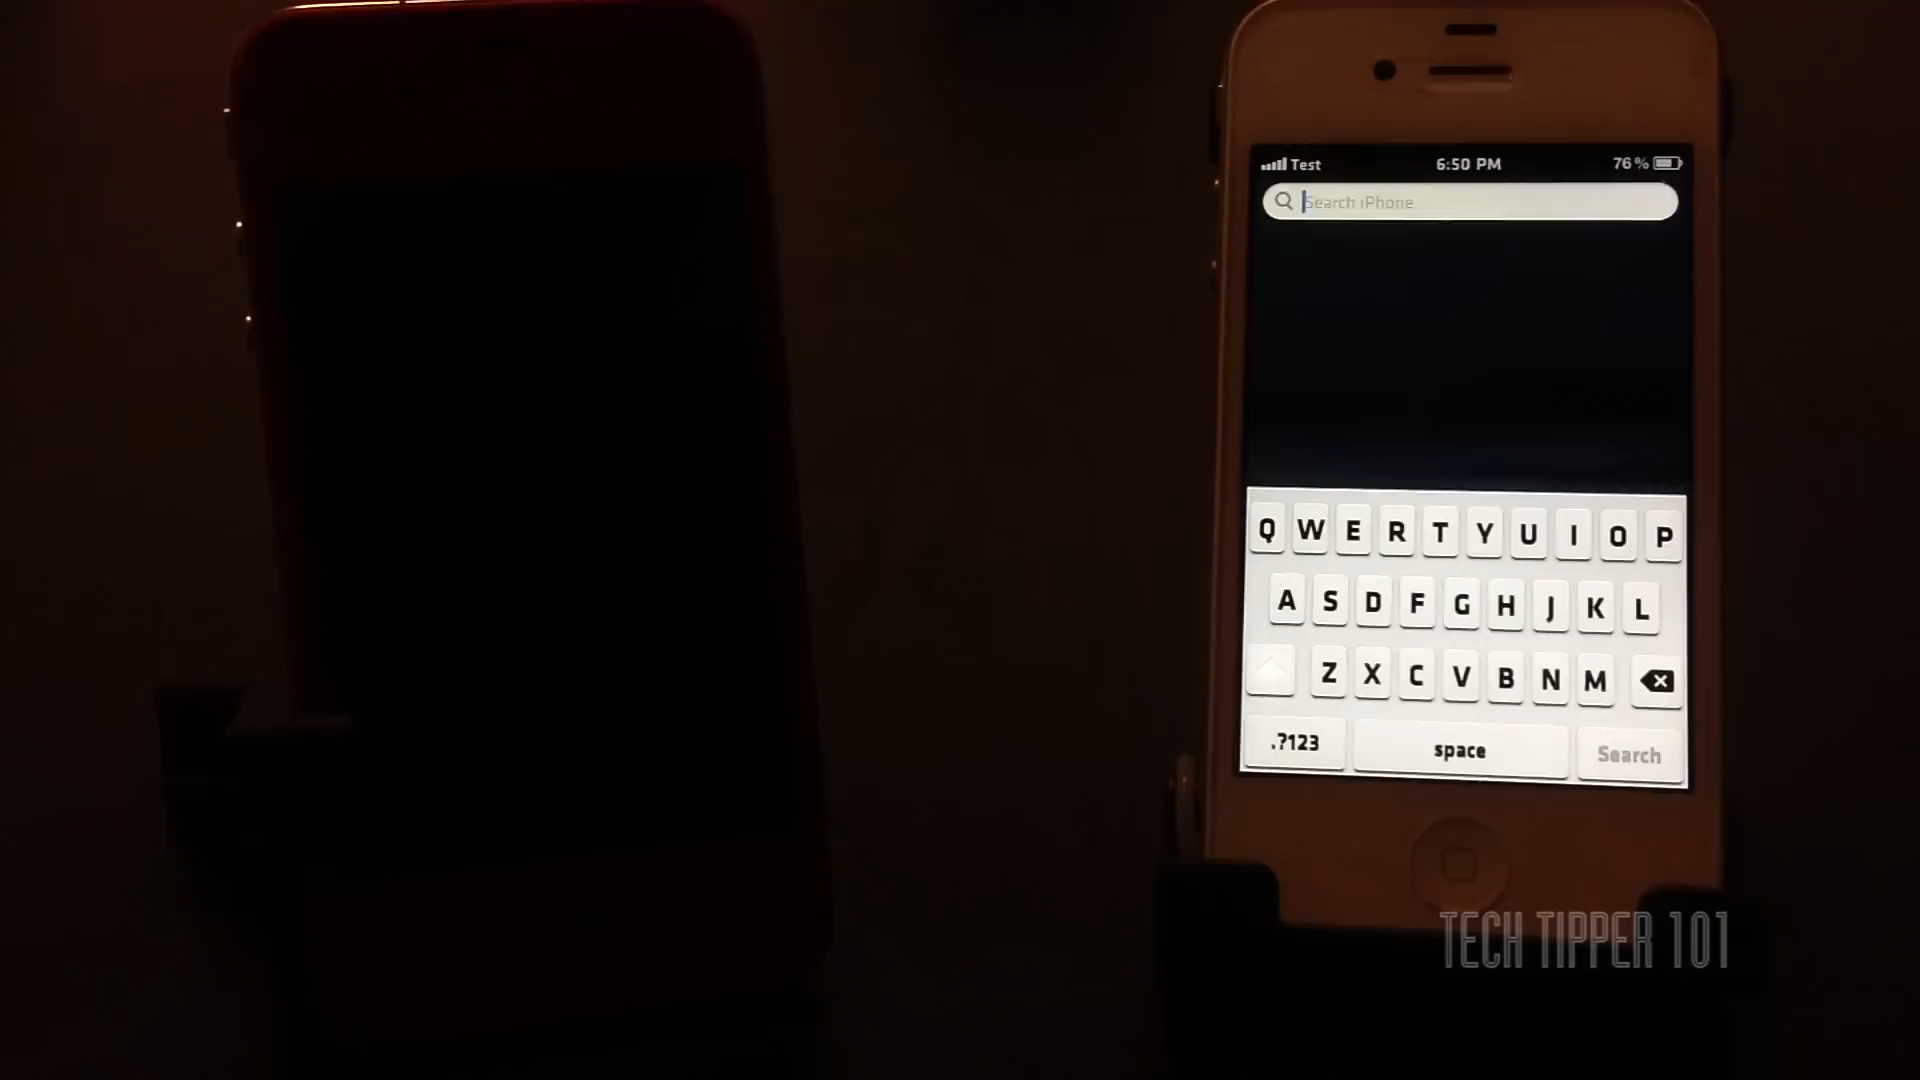 Test 6:50 PM 76%
Search iPhone
Q W E R T Y U I O P
A S D F G H J K L
Z X C V B N M
.?123 space Search
TECH TIPPER 101